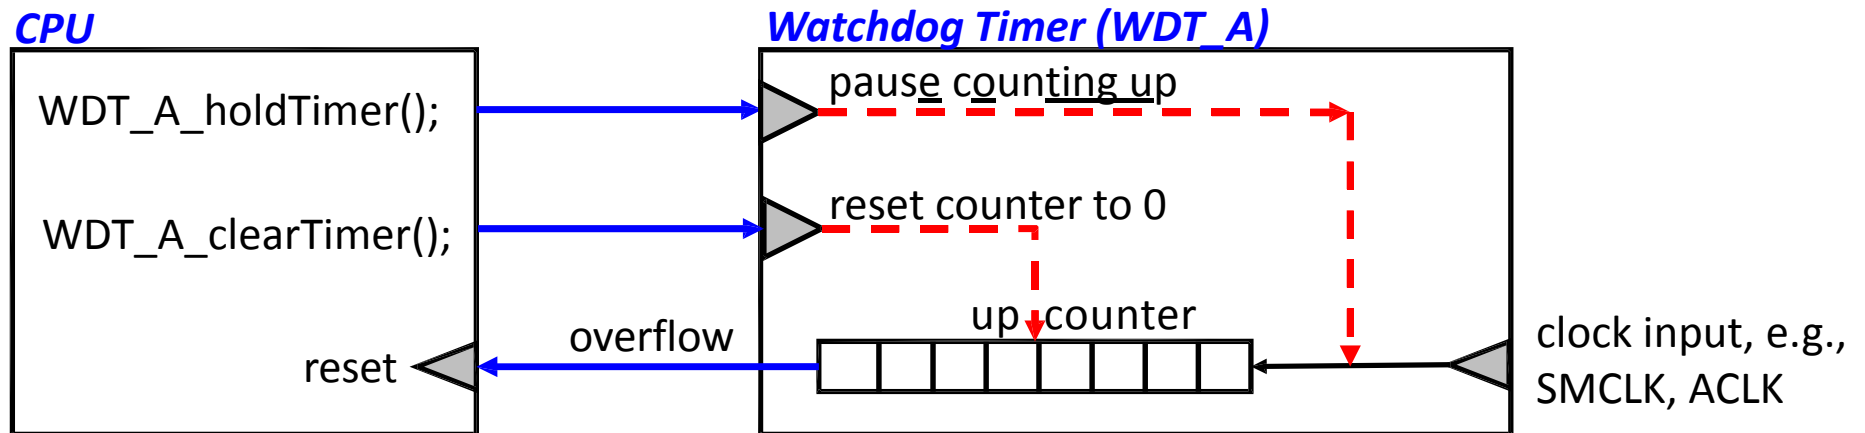 CPU
Watchdog Timer (WDT_A)
WDT_A_holdTimer();
pause counting up
WDT_A_clearTimer();
reset counter to 0
up counter
overflow
reset
clock input, e.g.,
SMCLK, ACLK